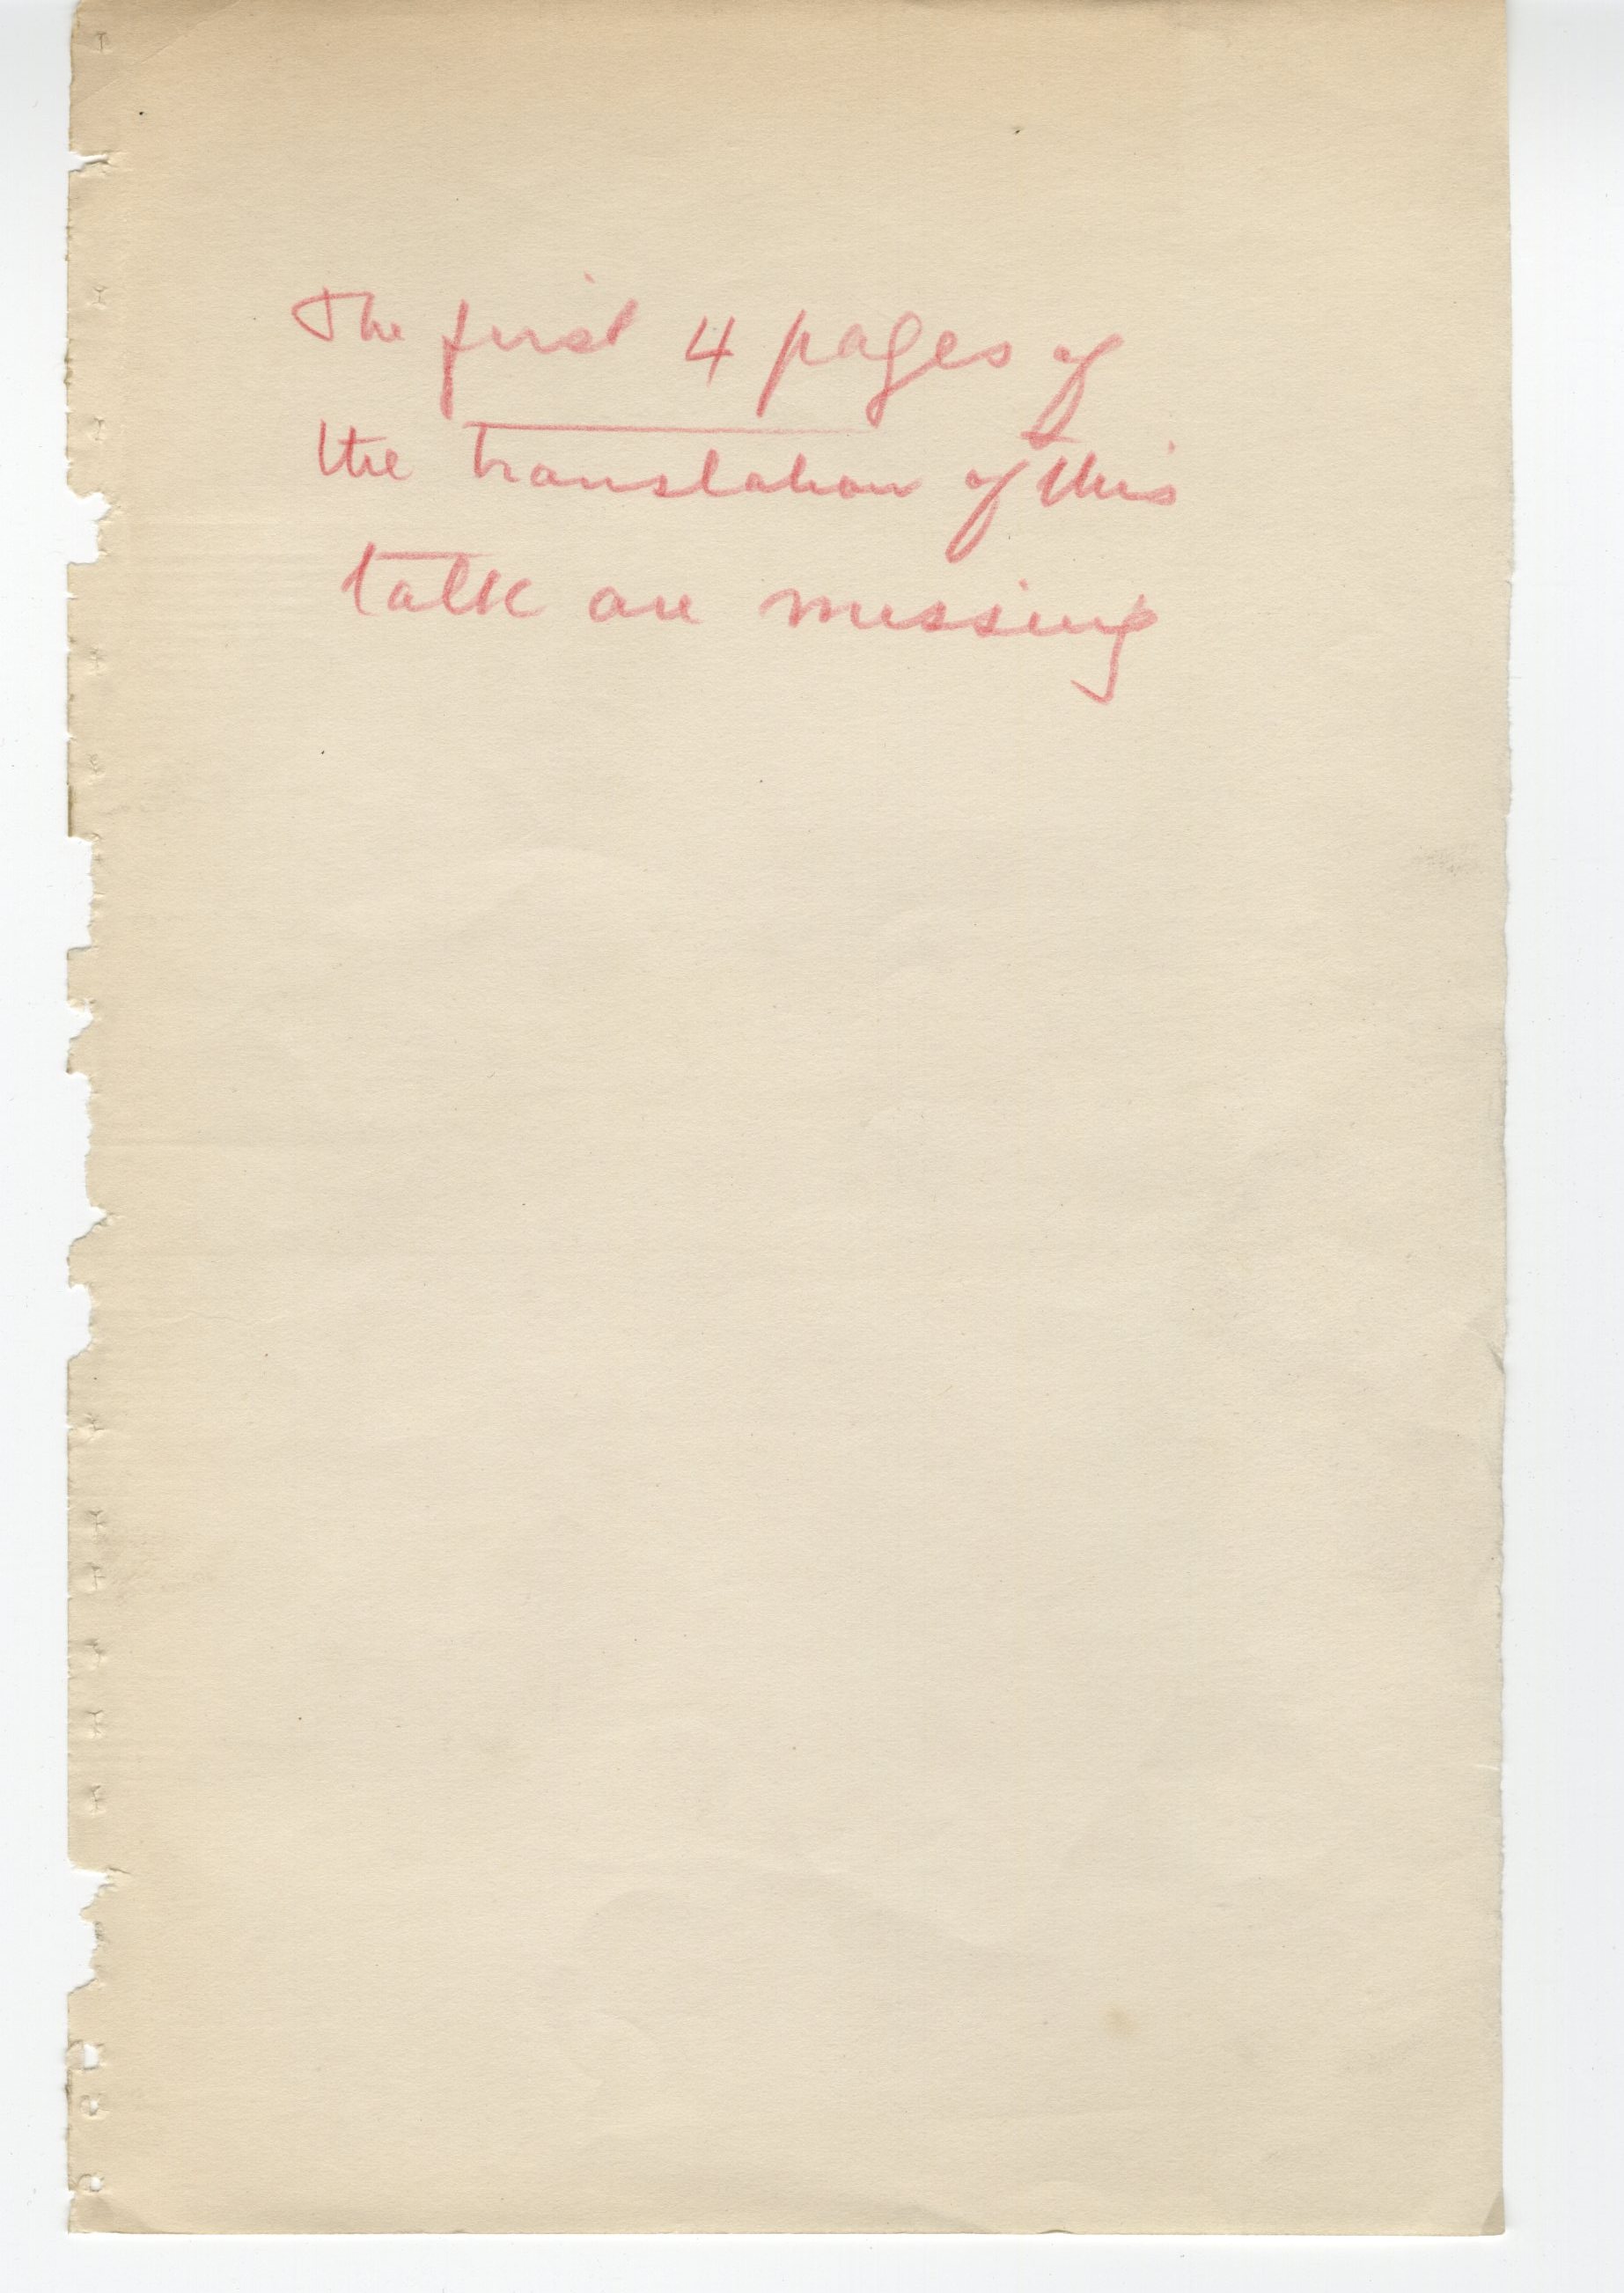 The first 4 pages of
the translation of this
talk are missing